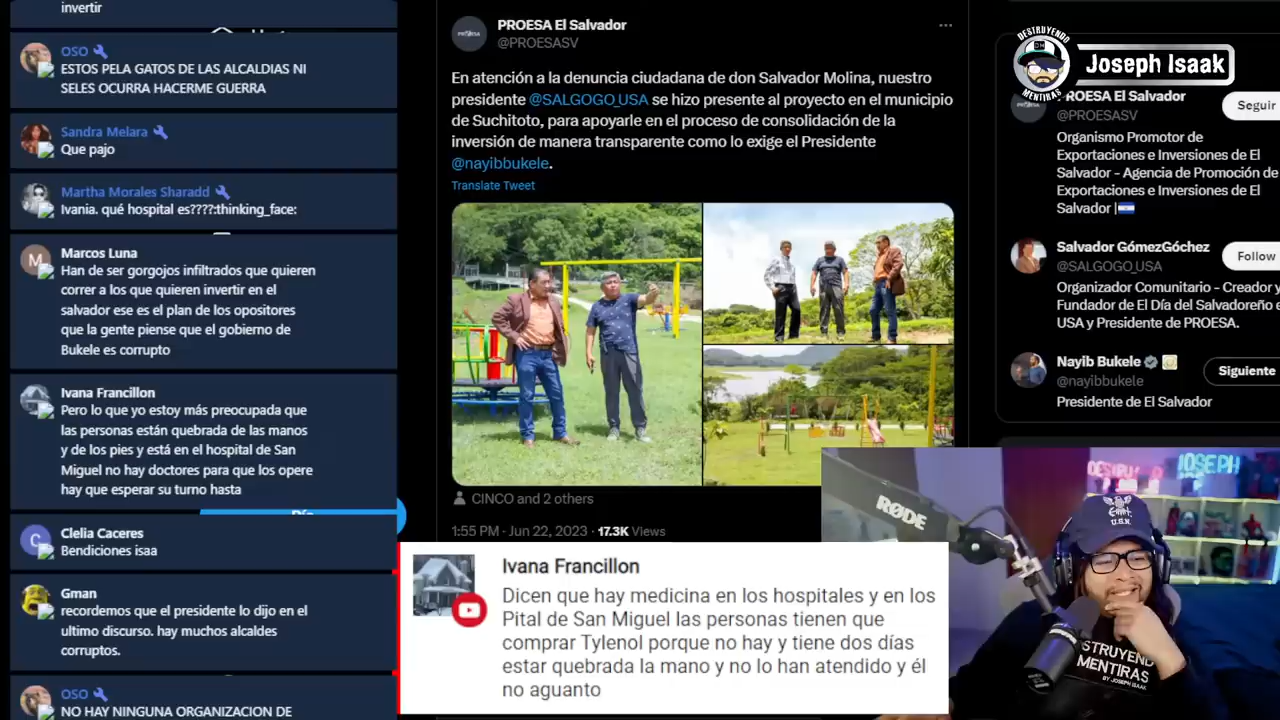 invertir
OSO
ESTOS PELA GATOS DE LAS ALCALDIAS NI
SELES OCURRA HACERME GUERRA
Sandra Melara
Que pajo
Martha Morales Sharadd
Ivania. qué hospital es????:thinking_face:
Marcos Luna
Han de ser gorgojos infiltrados que quieren
correr a los que quieren invertir en el
salvador ese es el plan de los opositores
que la gente piense que el gobierno de
Bukele es corrupto
Ivana Francillon
Pero lo que yo estoy más preocupada que
las personas están quebrada de las manos
y de los pies y está en el hospital de San
Miguel no hay doctores para que los opere
hay que esperar su turno hasta
Clelia Caceres
Bendiciones isaa
Gman
recordemos que el presidente lo dijo en el
ultimo discurso. hay muchos alcaldes
corruptos.
OSO
NO HAY NINGUNA ORGANIZACION DE
PROESA El Salvador
@PROESASV
En atención a la denuncia ciudadana de don Salvador Molina, nuestro
presidente @SALGOGO_USA se hizo presente al proyecto en el municipio
de Suchitoto, para apoyarle en el proceso de consolidación de la
inversión de manera transparente como lo exige el Presidente
@nayibbukele.
Translate Tweet
CINCO and 2 others
1:55 PM · Jun 22, 2023 · 17.3K Views
Ivana Francillon
Dicen que hay medicina en los hospitales y en los
Pital de San Miguel las personas tienen que
comprar Tylenol porque no hay y tiene dos días
estar quebrada la mano y no lo han atendido y él
no aguanto
DESTRUYENDO
MENTIRAS
Joseph Isaak
PROESA El Salvador
@PROESASV
Seguir
Organismo Promotor de
Exportaciones e Inversiones de El
Salvador - Agencia de Promoción de
Exportaciones e Inversiones de El
Salvador |
Salvador GómezGóchez
@SALGOGO_USA
Follow
Organizador Comunitario - Creador y
Fundador de El Día del Salvadoreño e
USA y Presidente de PROESA.
Nayib Bukele
@nayibbukele
Siguiente
Presidente de El Salvador
JOSEPH
RØDE
U.S.A.
STRUYEND
MENTIRAS
BY JOSEPH ISAAK